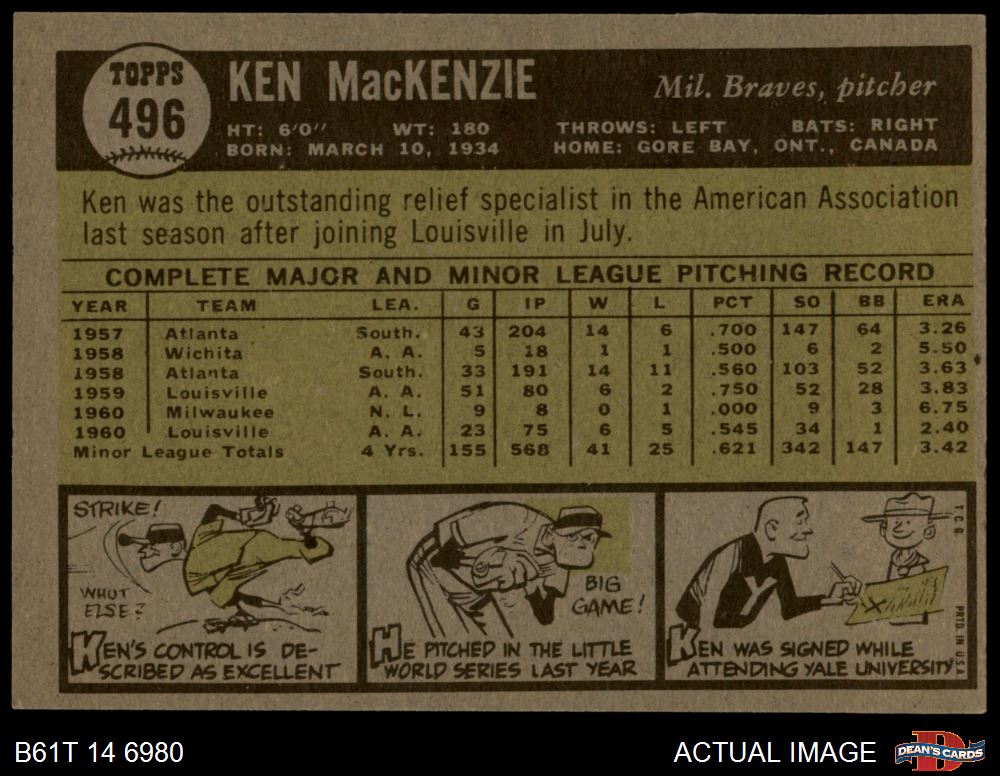 TOPPS
496
KEN MacKENZIE
Mil. Braves, pitcher
HT: 6'0" WT: 180 THROWS: LEFT BATS: RIGHT
BORN: MARCH 10, 1934 HOME: GORE BAY, ONT., CANADA
Ken was the outstanding relief specialist in the American Association
last season after joining Louisville in July.
COMPLETE MAJOR AND MINOR LEAGUE PITCHING RECORD
YEAR TEAM LEA. G IP W L PCT SO BB ERA
1957 Atlanta South. 43 204 14 6 .700 147 64 3.26
1958 Wichita A. A. 5 18 1 1 .500 6 2 5.50
1958 Atlanta South. 33 191 14 11 .560 103 52 3.63
1959 Louisville A. A. 51 80 6 2 .750 52 28 3.83
1960 Milwaukee N. L. 9 8 0 1 .000 9 3 6.75
1960 Louisville A. A. 23 75 6 5 .545 34 1 2.40
Minor League Totals 4 Yrs. 155 568 41 25 .621 342 147 3.42
STRIKE!
WHUT
ELSE?
KEN'S CONTROL IS DE-
SCRIBED AS EXCELLENT
BIG
GAME!
HE PITCHED IN THE LITTLE
WORLD SERIES LAST YEAR
Y
X
KEN WAS SIGNED WHILE
ATTENDING YALE UNIVERSITY
T.C.G.
PRTD. IN U.S.A.
B61T 14 6980
ACTUAL IMAGE
D
DEAN'S CARDS